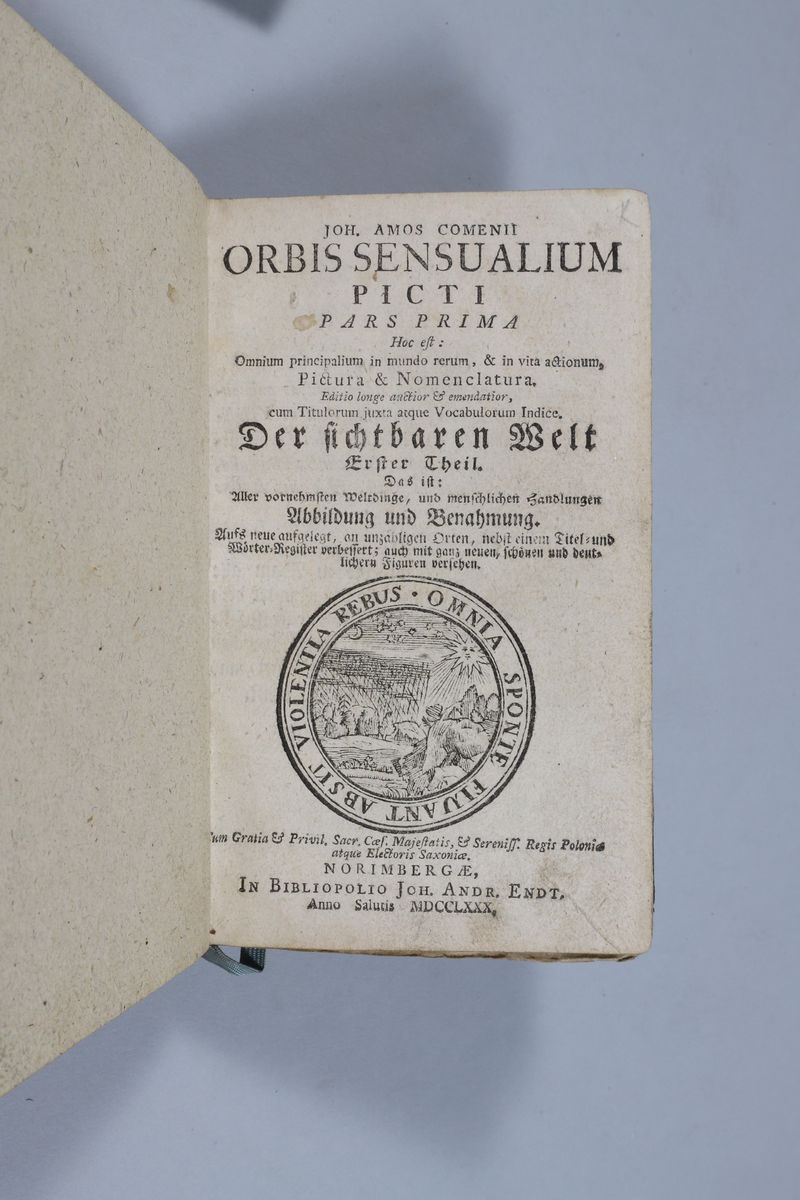 JOH. AMOS COMENII
ORBIS SENSUALIUM
PICTI
PARS PRIMA
Hoc eſt:
Omnium principalium in mundo rerum, & in vita actionum,
Pictura & Nomenclatura,
Editio longe auctior & emendatior,
cum Titulorum juxta atque Vocabulorum Indice.
Der ſichtbaren Welt
Erſter Theil.
Das iſt:
Aller vornehmſten Weltdinge, und menſchlichen Handlungen
Abbildung und Benahmung.
Aufs neue aufgelegt, an unzähligen Orten, nebſt einem Titel-und
Wörter-Regiſter verbeſſert; auch mit ganz neuen, ſchönen und deut-
lichern Figuren verſehen.
OMNIA SPONTE FLUANT ABSIT VIOLENTIA REBUS ·
Cum Gratia & Privil. Sacr. Cæſ. Majeſtatis, & Sereniſſ. Regis Poloniæ
atque Electoris Saxoniæ.
NORIMBERGÆ,
IN BIBLIOPOLIO JOH. ANDR. ENDT.
Anno Salutis MDCCLXXX.
K